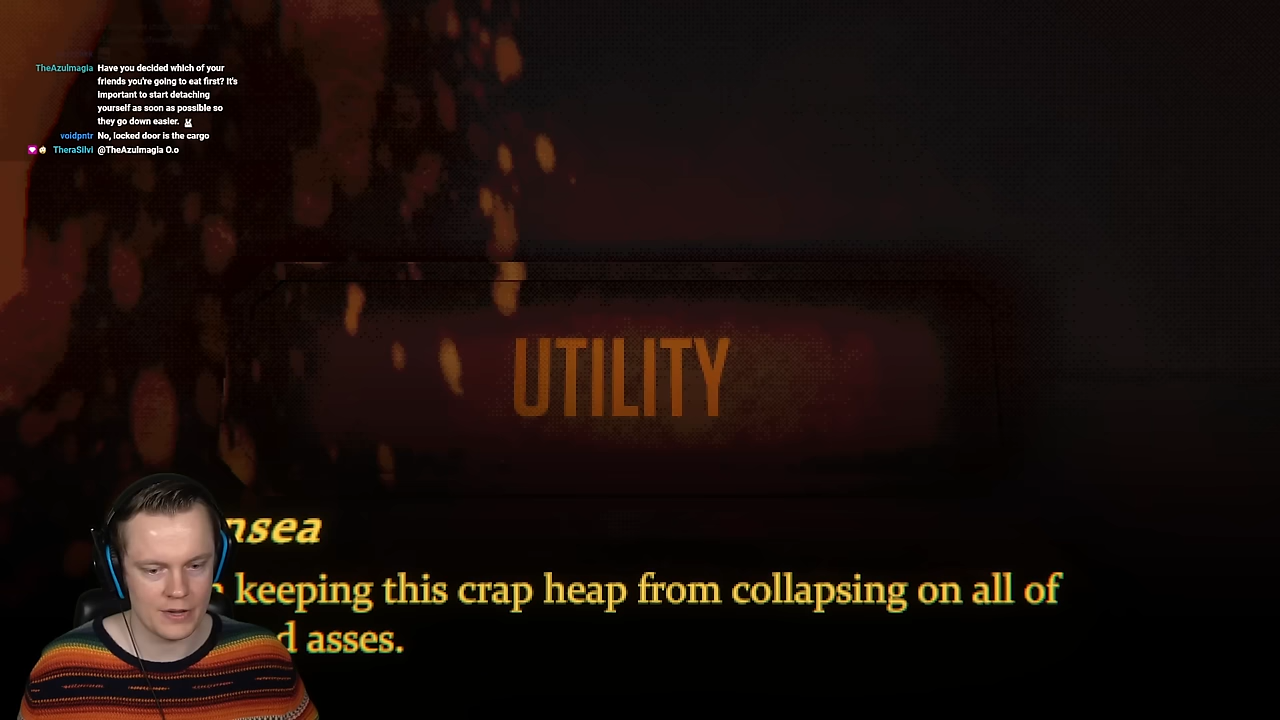 TheAzulmagia Have you decided which of your
friends you're going to eat first? It's
important to start detaching
yourself as soon as possible so
they go down easier.
voidpntr No, locked door is the cargo
TheraSilvi @TheAzulmagia O.o
UTILITY
nsea
keeping this crap heap from collapsing on all of
d asses.